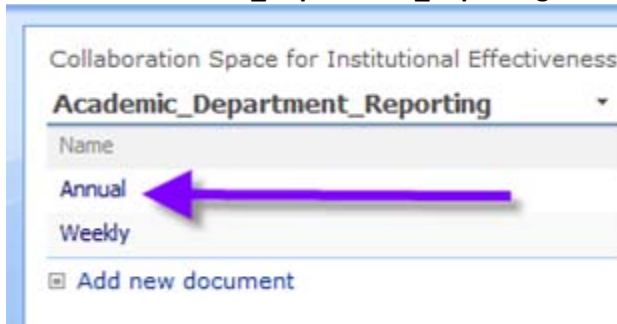 Collaboration Space for Institutional Effectiveness
Academic_Department_Reporting
Name
Annual
Weekly
Add new document